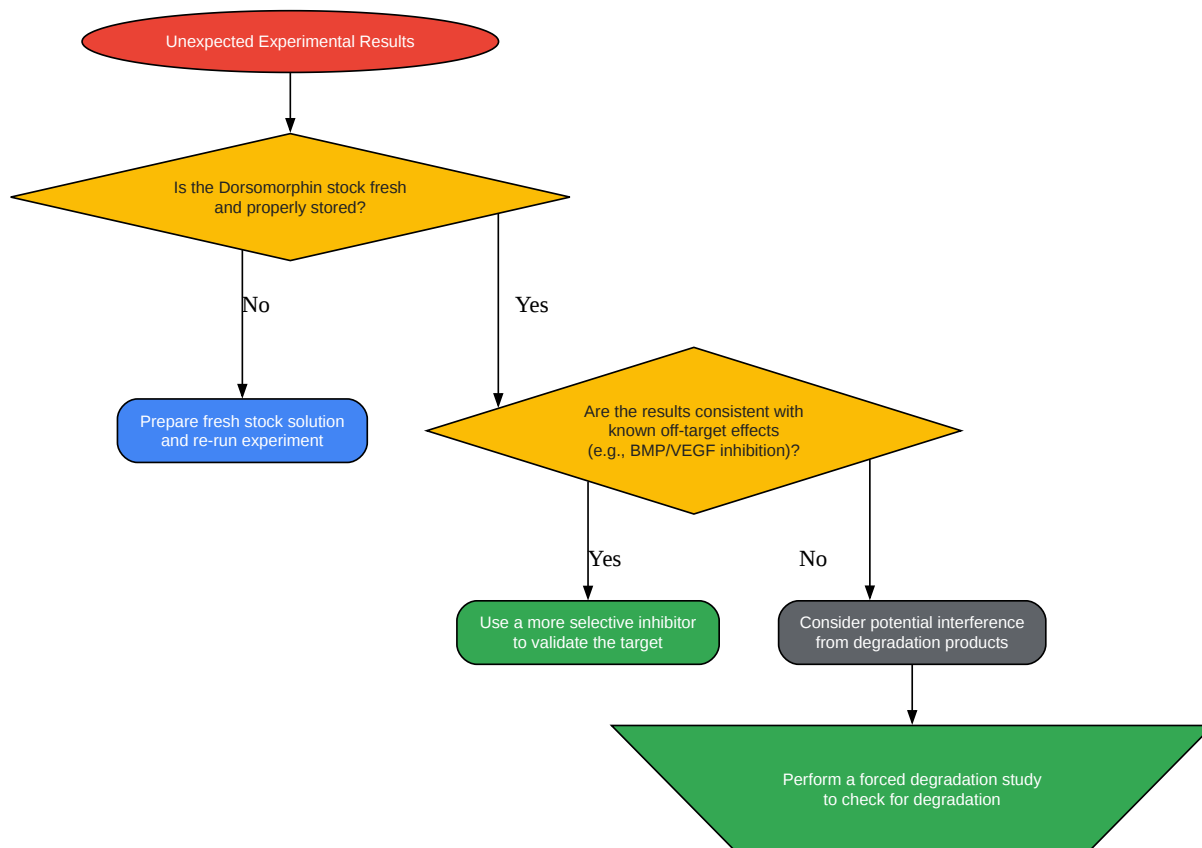 Unexpected Experimental Results
Is the Dorsomorphin stock fresh
and properly stored?
No
Yes
Prepare fresh stock solution
and re-run experiment
Are the results consistent with
known off-target effects
(e.g., BMP/VEGF inhibition)?
Yes
No
Use a more selective inhibitor
to validate the target
Consider potential interference
from degradation products
Perform a forced degradation study
to check for degradation